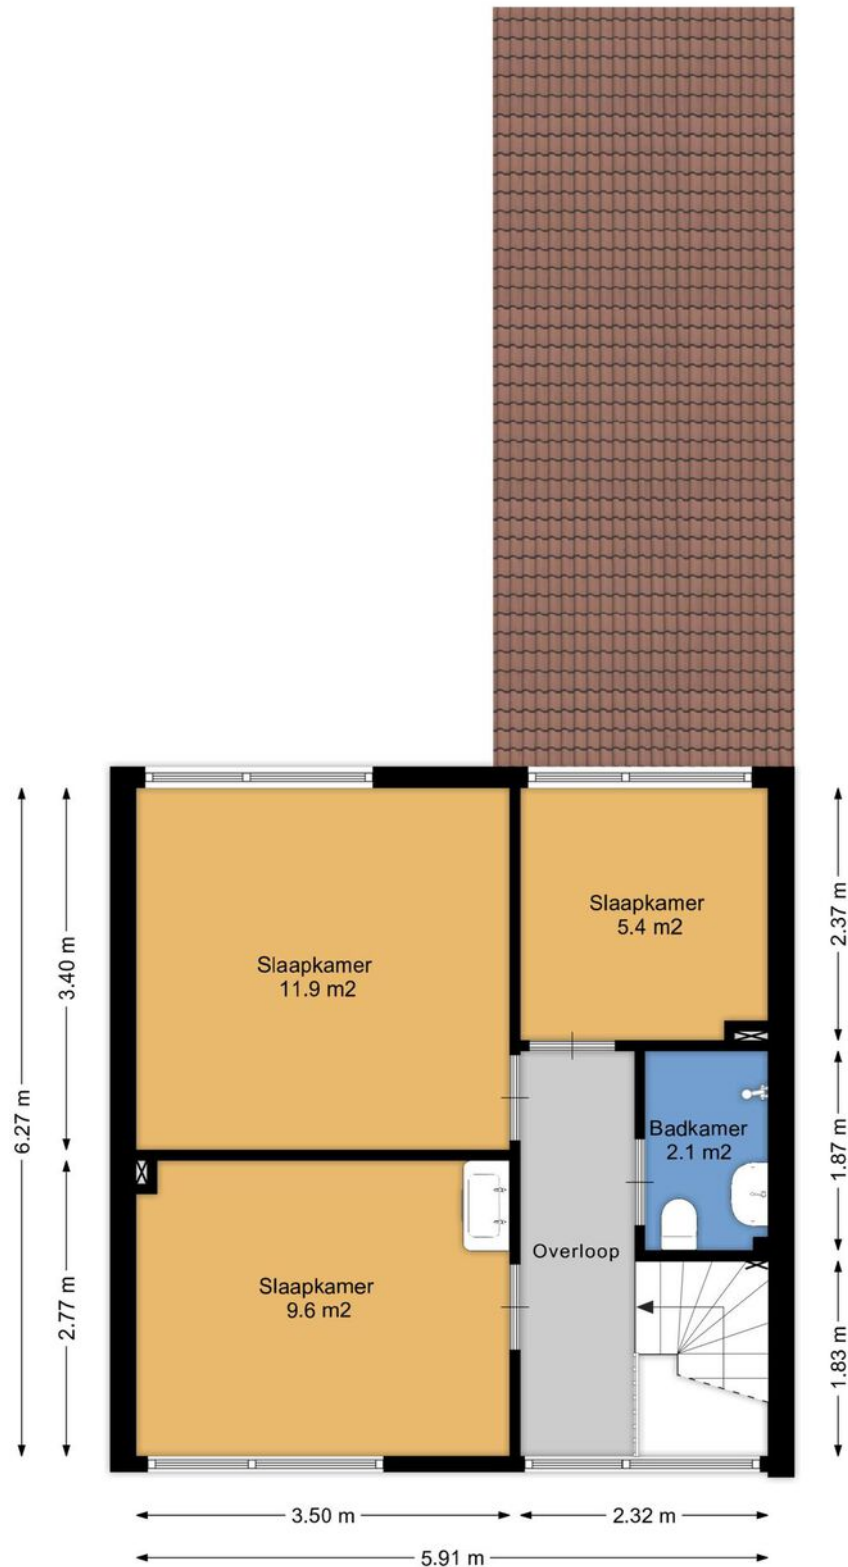 Slaapkamer
5.4 m2
Slaapkamer
11.9 m2
Badkamer
2.1 m2
Overloop
Slaapkamer
9.6 m2
6.27 m
3.40 m
2.77 m
2.37 m
1.87 m
1.83 m
3.50 m
2.32 m
5.91 m